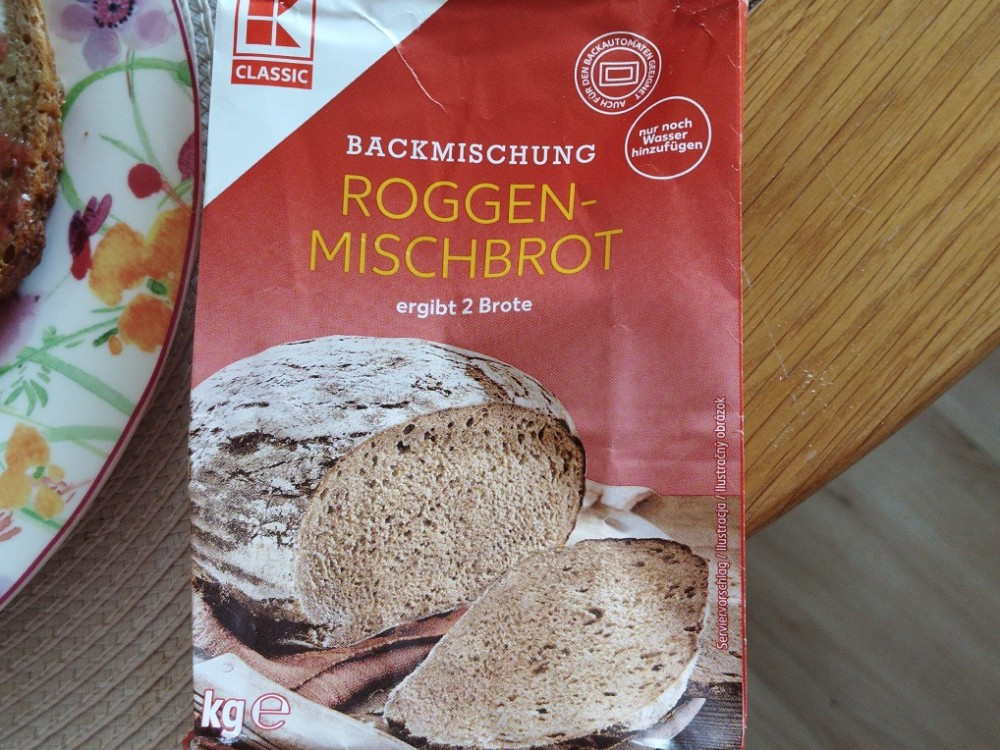 K
CLASSIC
AUCH FÜR DEN BACKAUTOMATEN GEEIGNET
nur noch
Wasser
hinzufügen
BACKMISCHUNG
ROGGEN-
MISCHBROT
ergibt 2 Brote
Serviervorschlag / Ilustracja / Ilustračný obrázok
kg e